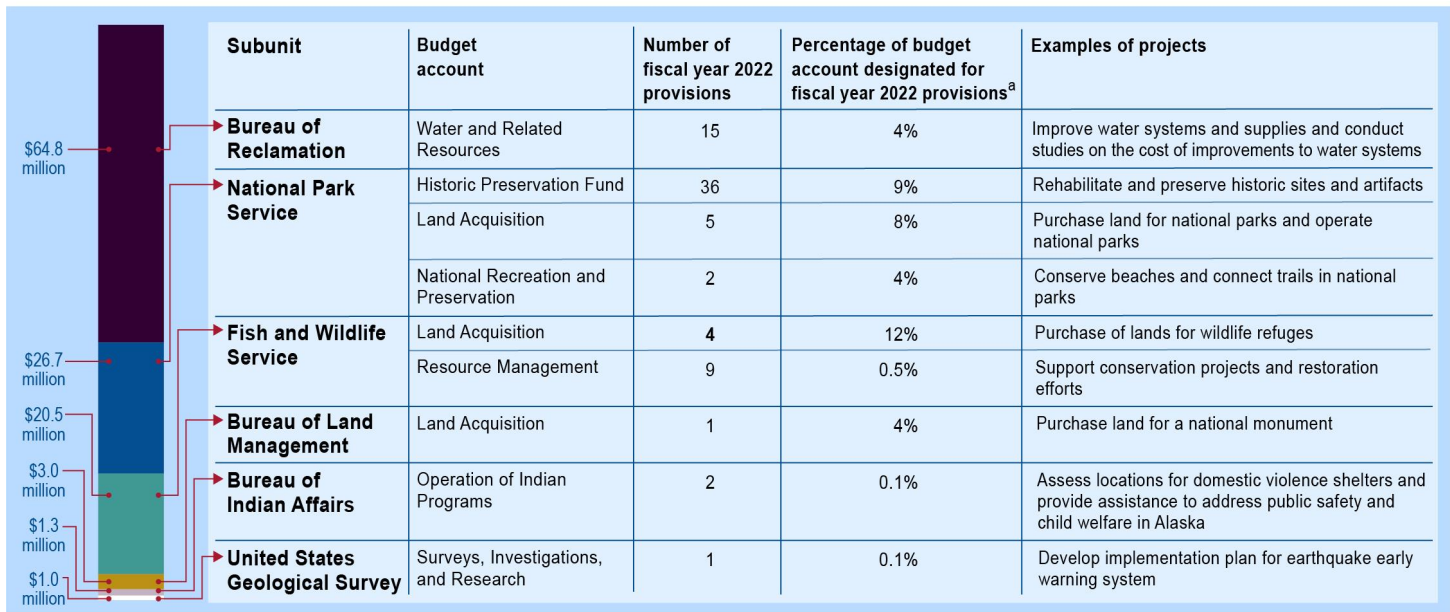 Subunit
Budget
account
Number of
fiscal year 2022
provisions
Percentage of budget
account designated for
fiscal year 2022 provisionsa
Examples of projects
$64.8
million
Bureau of
Reclamation
Water and Related
Resources
15
4%
Improve water systems and supplies and conduct
studies on the cost of improvements to water systems
$26.7
million
National Park
Service
Historic Preservation Fund
36
9%
Rehabilitate and preserve historic sites and artifacts
Land Acquisition
5
8%
Purchase land for national parks and operate
national parks
National Recreation and
Preservation
2
4%
Conserve beaches and connect trails in national
parks
$20.5
million
Fish and Wildlife
Service
Land Acquisition
4
12%
Purchase of lands for wildlife refuges
Resource Management
9
0.5%
Support conservation projects and restoration
efforts
$3.0
million
Bureau of Land
Management
Land Acquisition
1
4%
Purchase land for a national monument
$1.3
million
Bureau of
Indian Affairs
Operation of Indian
Programs
2
0.1%
Assess locations for domestic violence shelters and
provide assistance to address public safety and
child welfare in Alaska
$1.0
million
United States
Geological Survey
Surveys, Investigations,
and Research
1
0.1%
Develop implementation plan for earthquake early
warning system